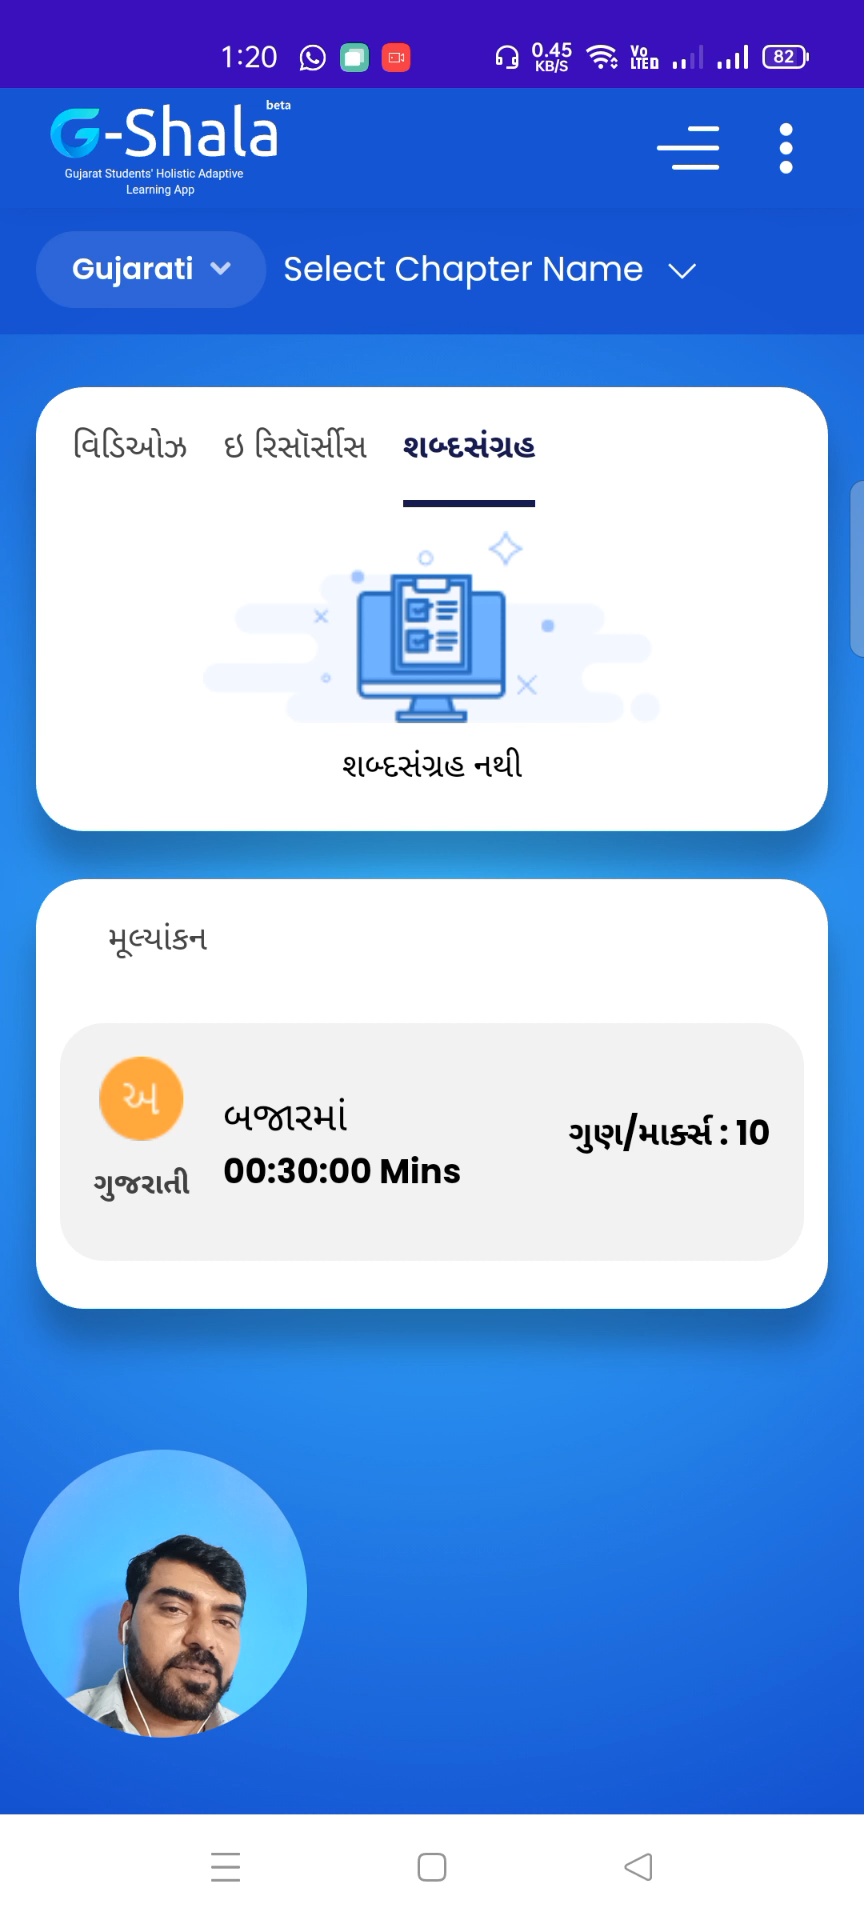 1:20
0.45
KB/S
Vo
LTE
82
G-Shala beta
Gujarat Students' Holistic Adaptive
Learning App
Gujarati Select Chapter Name
વિડિઓઝ ઇ રિસૉર્સીસ શબ્દસંગ્રહ
શબ્દસંગ્રહ નથી
મૂલ્યાંકન
અ
ગુજરાતી
બજારમાં
00:30:00 Mins
ગુણ/માર્ક્સ : 10